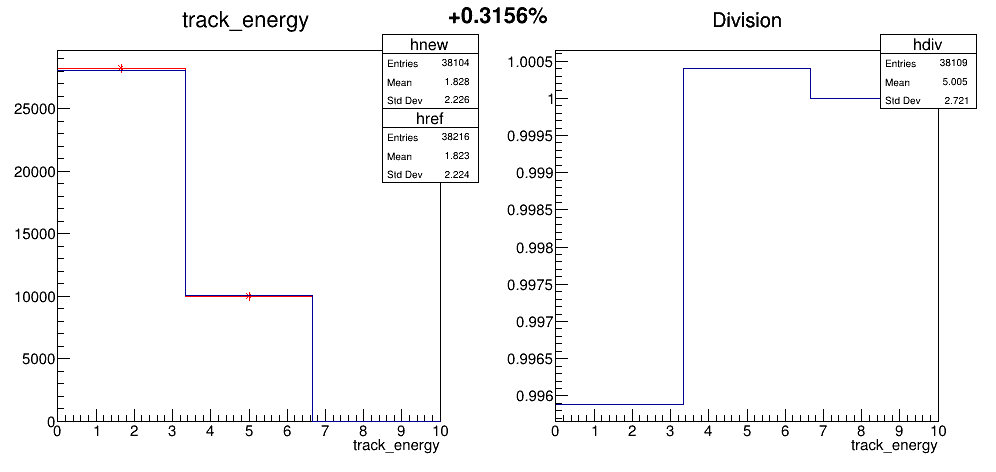 +0.3156%
track_energy
hnew
Entries 38104
Mean 1.828
Std Dev 2.226
href
Entries 38216
Mean 1.823
Std Dev 2.224
25000
20000
15000
10000
5000
0
0 1 2 3 4 5 6 7 8 9 10
track_energy
Division
hdiv
Entries 38109
Mean 5.005
Std Dev 2.721
1.0005
1
0.9995
0.999
0.9985
0.998
0.9975
0.997
0.9965
0.996
0 1 2 3 4 5 6 7 8 9 10
track_energy